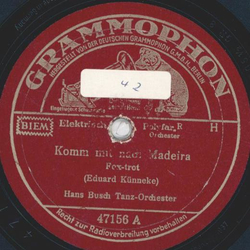 GRAMMOPHON
HERGESTELLT VON DER DEUTSCHEN GRAMMOPHON G.M.B.H., BERLIN
42
BIEM
Elektrisch
Polyfar R
H
Orchester
Komm mit nach Madeira
Fox-trot
(Eduard Künneke)
Hans Busch Tanz-Orchester
47156 A
Recht zur Radioverbreitung vorbehalten